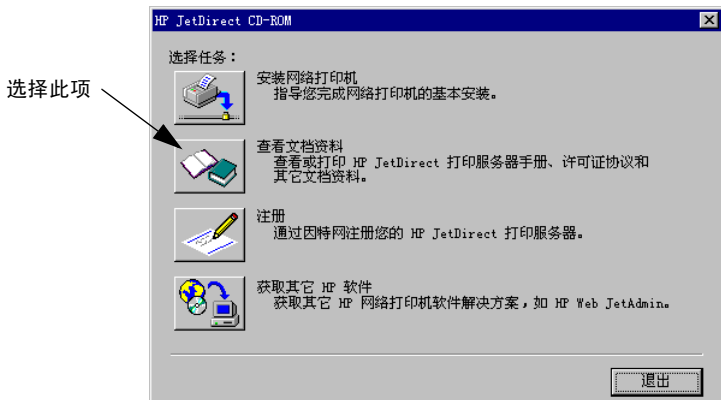 HP JetDirect CD-ROM
选择任务：
选择此项
安装网络打印机
指导您完成网络打印机的基本安装。
查看文档资料
查看或打印 HP JetDirect 打印服务器手册、许可证协议和
其它文档资料。
注册
通过因特网注册您的 HP JetDirect 打印服务器。
获取其它 HP 软件
获取其它 HP 网络打印机软件解决方案，如 HP Web JetAdmin。
退出